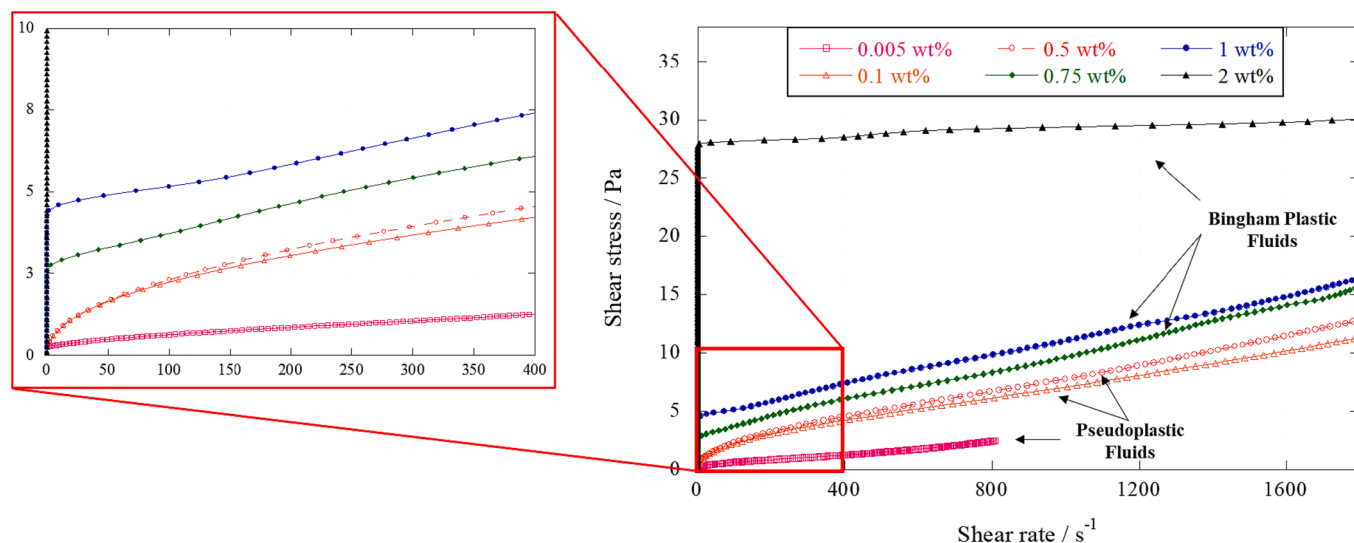 10
8
5
3
0
0 50 100 150 200 250 300 350 400
0.005 wt% 0.5 wt% 1 wt%
0.1 wt% 0.75 wt% 2 wt%
35
30
25
20
15
10
5
0
Shear stress / Pa
Bingham Plastic
Fluids
Pseudoplastic
Fluids
0 400 800 1200 1600
Shear rate / s⁻¹